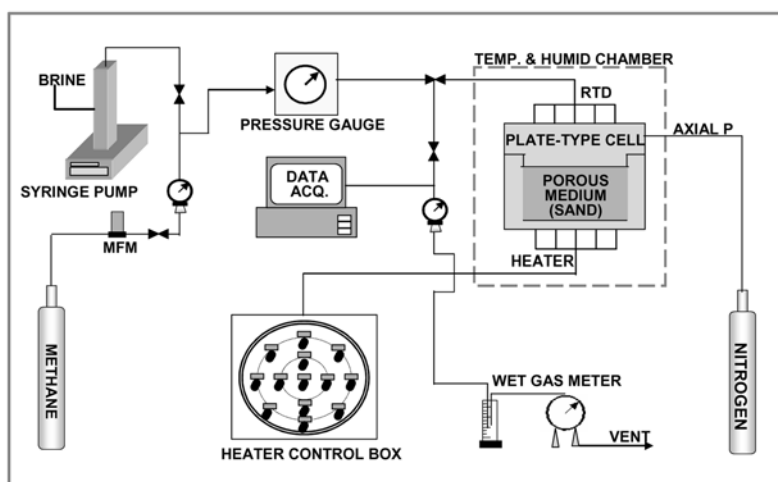 TEMP. & HUMID CHAMBER
BRINE
RTD
PRESSURE GAUGE
AXIAL P
PLATE-TYPE CELL
SYRINGE PUMP
DATA
ACQ.
POROUS
MEDIUM
(SAND)
MFM
HEATER
METHANE
NITROGEN
WET GAS METER
VENT
HEATER CONTROL BOX